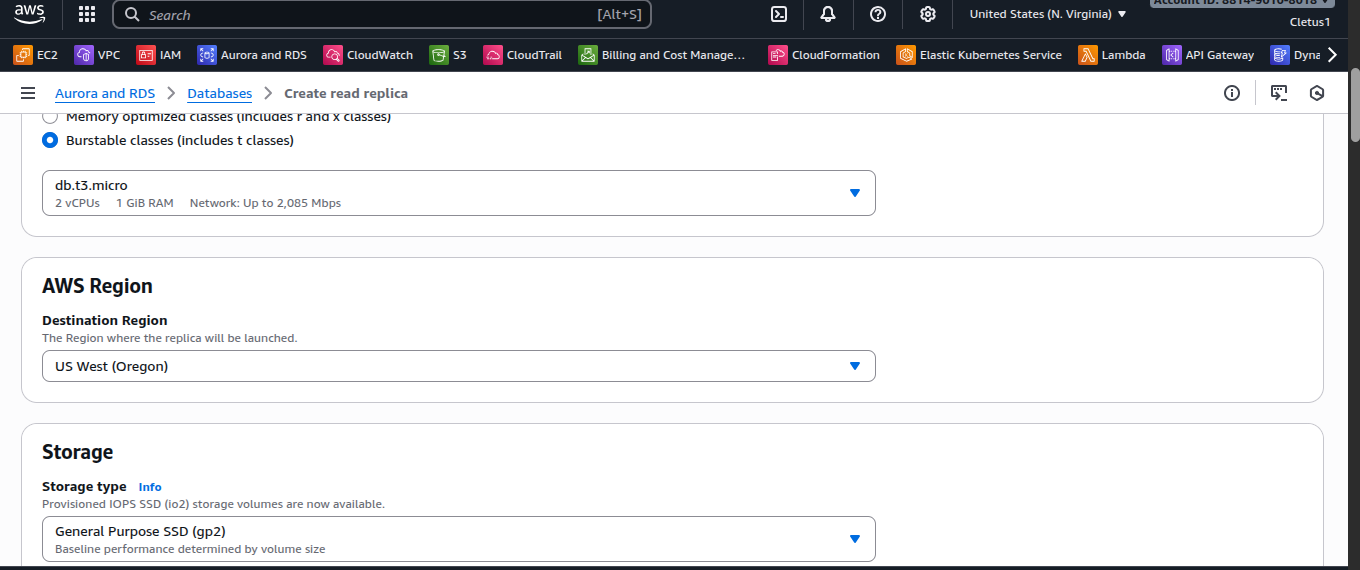 aws
Search
[Alt+S]
Account ID: 8814-9010-8018
United States (N. Virginia)
Cletus1
EC2 VPC IAM Aurora and RDS CloudWatch S3 CloudTrail Billing and Cost Manage... CloudFormation Elastic Kubernetes Service Lambda API Gateway Dyna
Aurora and RDS > Databases > Create read replica
Memory optimized classes (includes r and x classes)
Burstable classes (includes t classes)
db.t3.micro
2 vCPUs 1 GiB RAM Network: Up to 2,085 Mbps
AWS Region
Destination Region
The Region where the replica will be launched.
US West (Oregon)
Storage
Storage type Info
Provisioned IOPS SSD (io2) storage volumes are now available.
General Purpose SSD (gp2)
Baseline performance determined by volume size